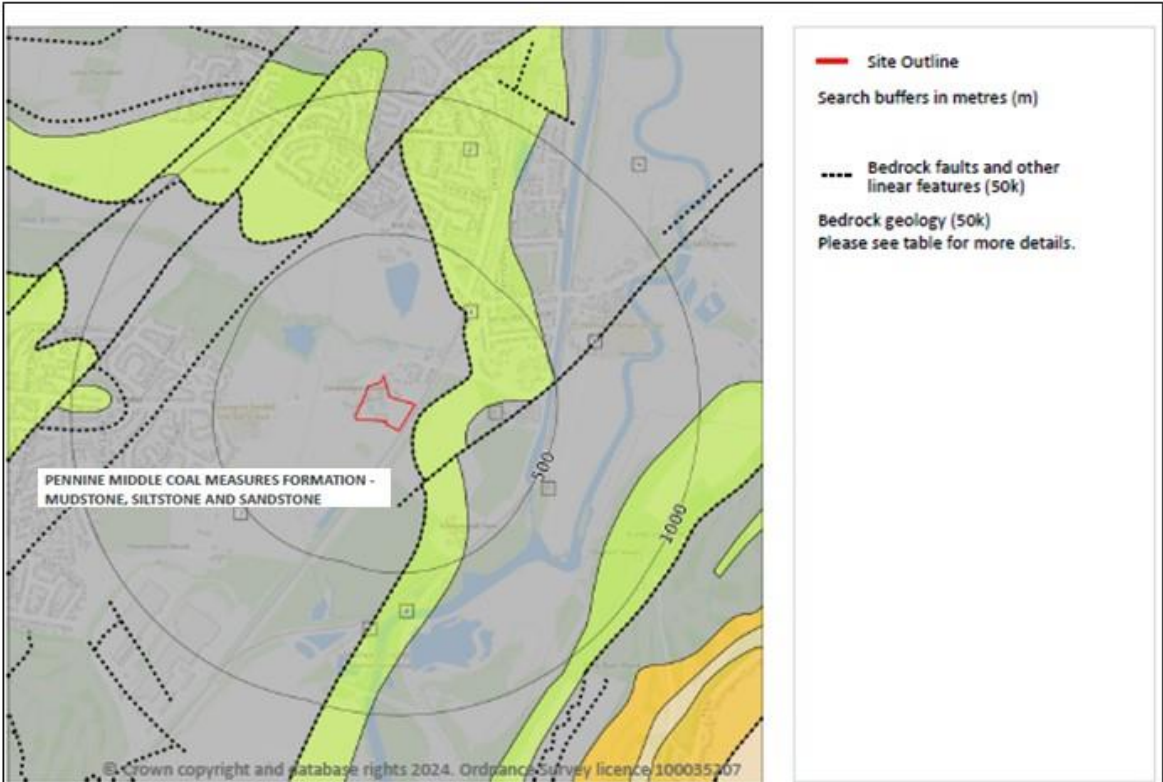 Site Outline
Search buffers in metres (m)
Bedrock faults and other
linear features (50k)
Bedrock geology (50k)
Please see table for more details.
PENNINE MIDDLE COAL MEASURES FORMATION -
MUDSTONE, SILTSTONE AND SANDSTONE
500
1000
© Crown copyright and database rights 2024. Ordnance Survey licence 100035207